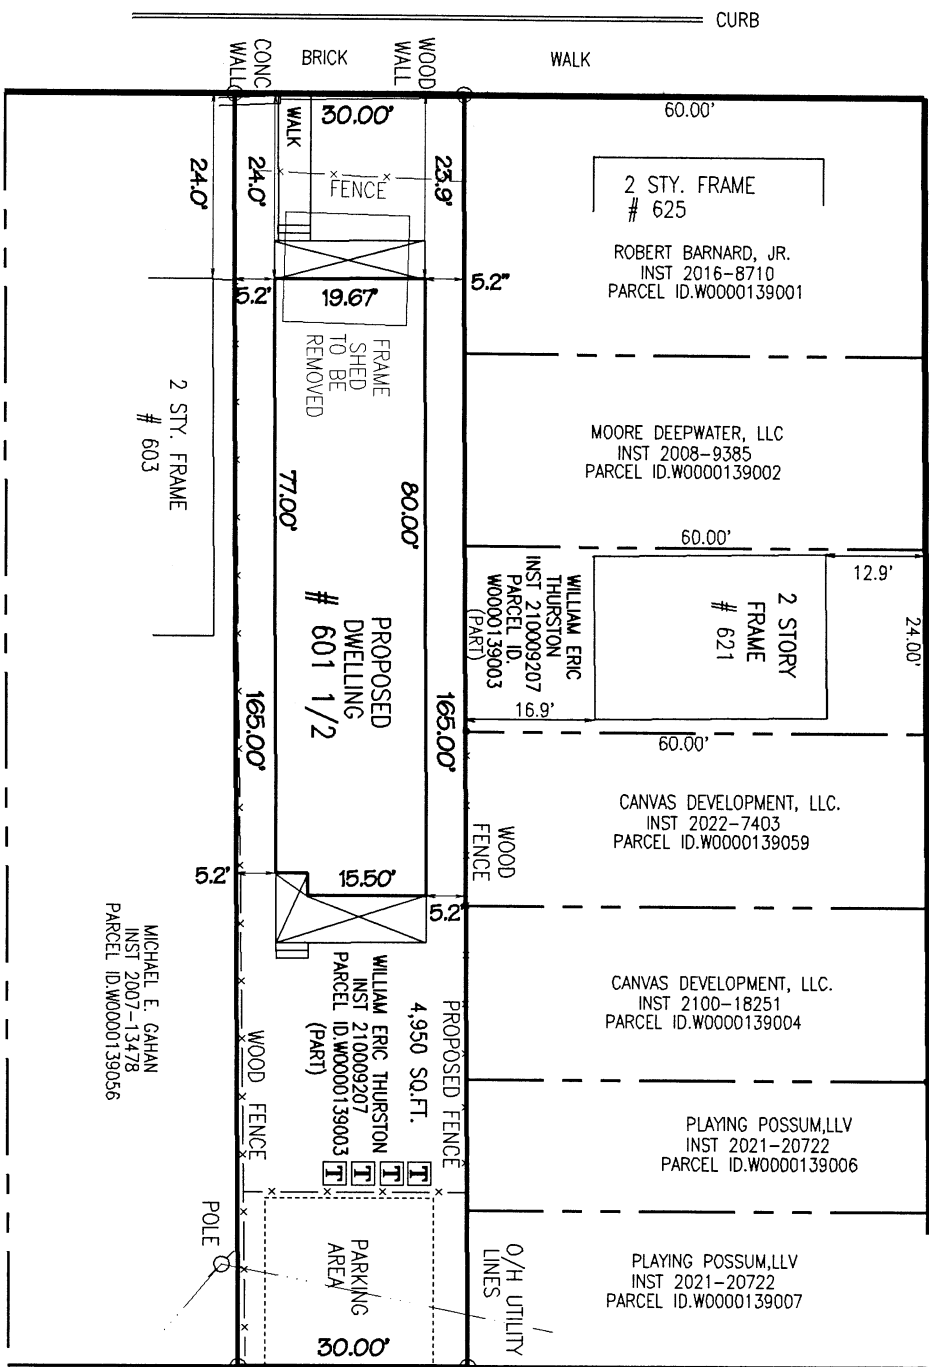 CURB
CONC
WALL
BRICK
WOOD
WALL
WALK
30.00'
60.00'
WALK
FENCE
24.0'
24.0'
23.9'
2 STY. FRAME
# 625
ROBERT BARNARD, JR.
INST 2016-8710
PARCEL ID.W0000139001
5.2'
19.67'
5.2"
FRAME
SHED
TO BE
REMOVED
2 STY. FRAME
# 603
MOORE DEEPWATER, LLC
INST 2008-9385
PARCEL ID.W0000139002
77.00'
80.00'
60.00'
12.9'
24.00'
2 STORY
FRAME
# 621
WILLIAM ERIC
THURSTON
INST 210009207
PARCEL ID.
W0000139003
(PART)
16.9'
PROPOSED
DWELLING
# 601 1/2
165.00'
165.00'
60.00'
CANVAS DEVELOPMENT, LLC.
INST 2022-7403
PARCEL ID.W0000139059
WOOD
FENCE
5.2'
15.50'
5.2'
MICHAEL E. GAHAN
INST 2007-13478
PARCEL ID.W0000139056
CANVAS DEVELOPMENT, LLC.
INST 2100-18251
PARCEL ID.W0000139004
PROPOSED FENCE
4,950 SQ.FT.
WILLIAM ERIC THURSTON
INST 210009207
PARCEL ID.W0000139003
(PART)
WOOD FENCE
T
T
T
T
PLAYING POSSUM,LLV
INST 2021-20722
PARCEL ID.W0000139006
POLE
PARKING
AREA
O/H UTILITY
LINES
PLAYING POSSUM,LLV
INST 2021-20722
PARCEL ID.W0000139007
30.00'